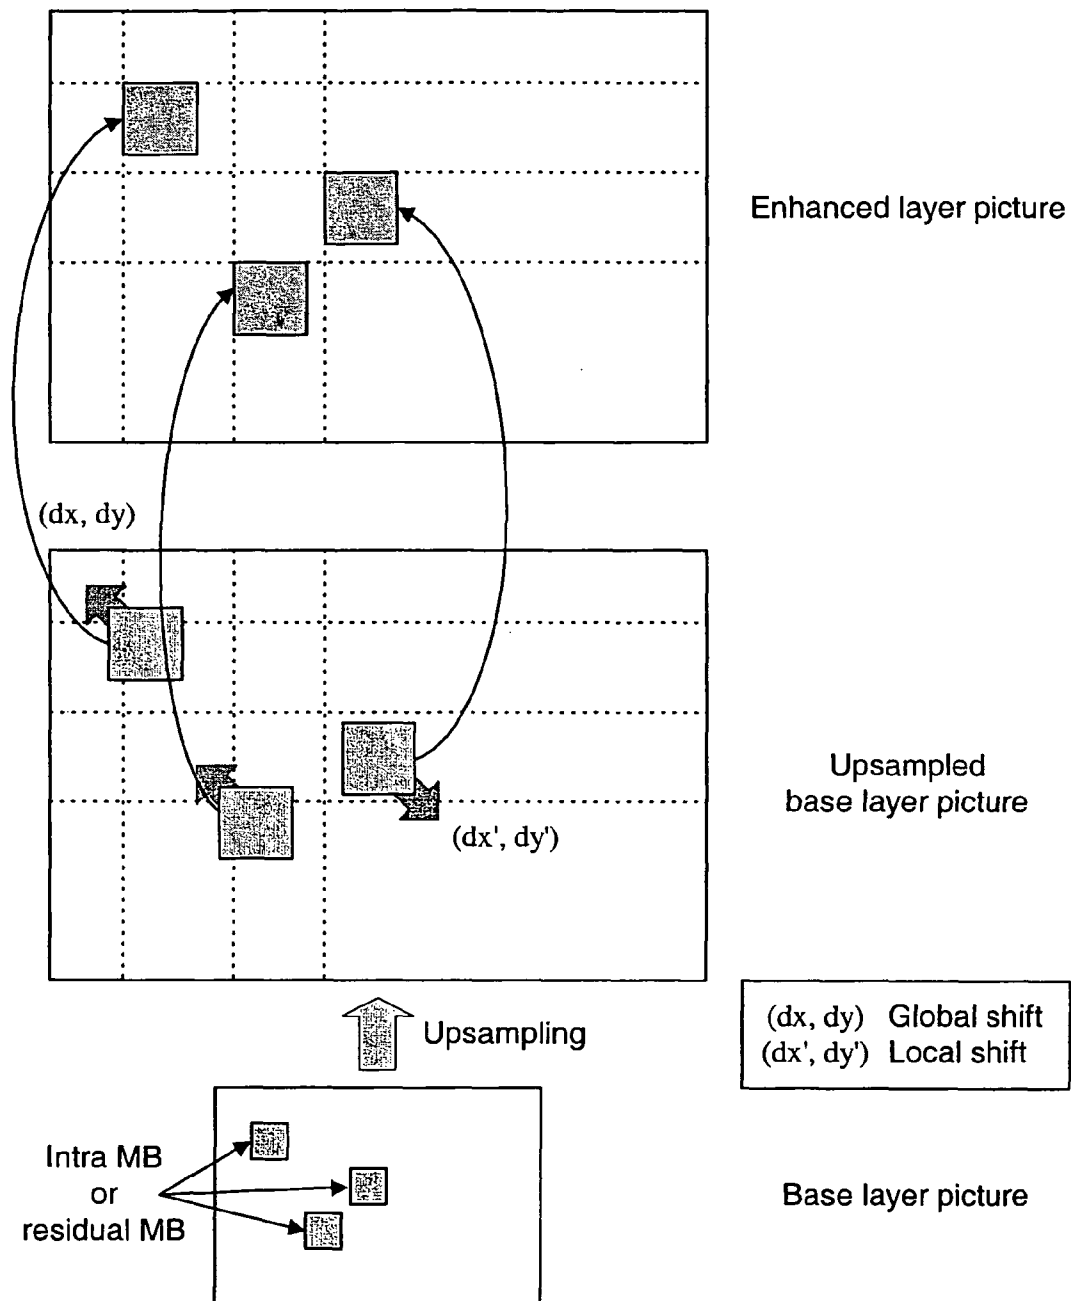 Enhanced layer picture
(dx, dy)
Upsampled
base layer picture
(dx', dy')
Upsampling
(dx, dy) Global shift
(dx', dy') Local shift
Intra MB
or
residual MB
Base layer picture